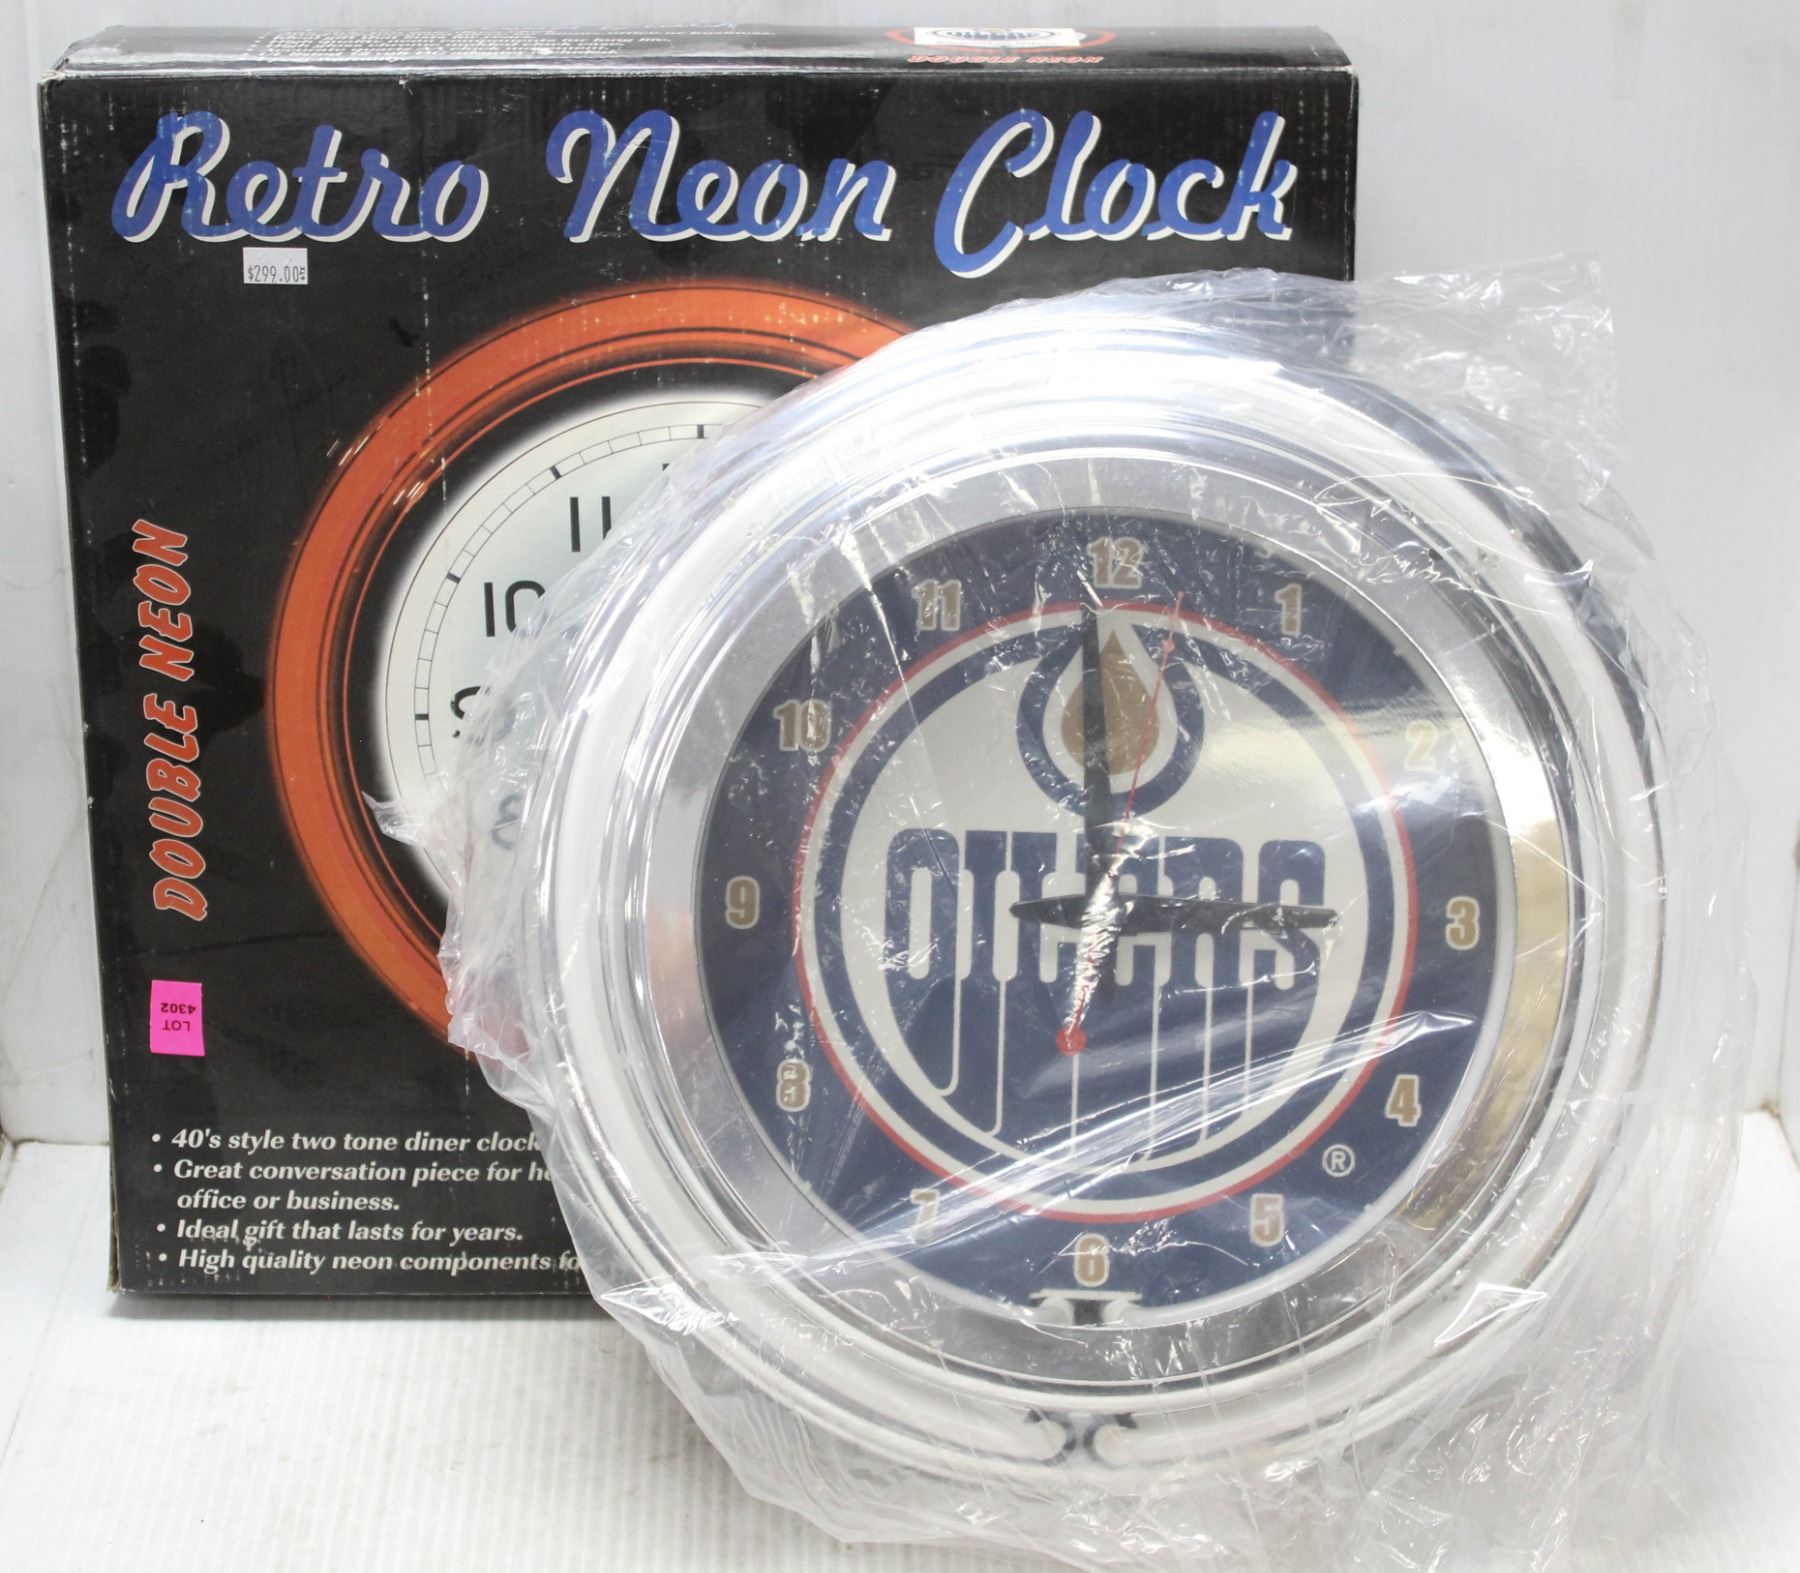 DOUBLE NEON
Retro Neon Clock
$299.00
DOUBLE NEON
11
10
LOT
4302
• 40's style two tone diner clock
• Great conversation piece for
office or business.
• Ideal gift that lasts for years.
• High quality neon components
12
11
1
10
2
OILERS
9
3
8
4
®
7
5
6